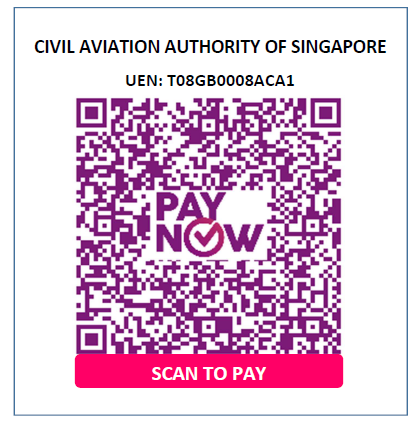 CIVIL AVIATION AUTHORITY OF SINGAPORE
UEN: T08GB0008ACA1
PAY
NOW
SCAN TO PAY